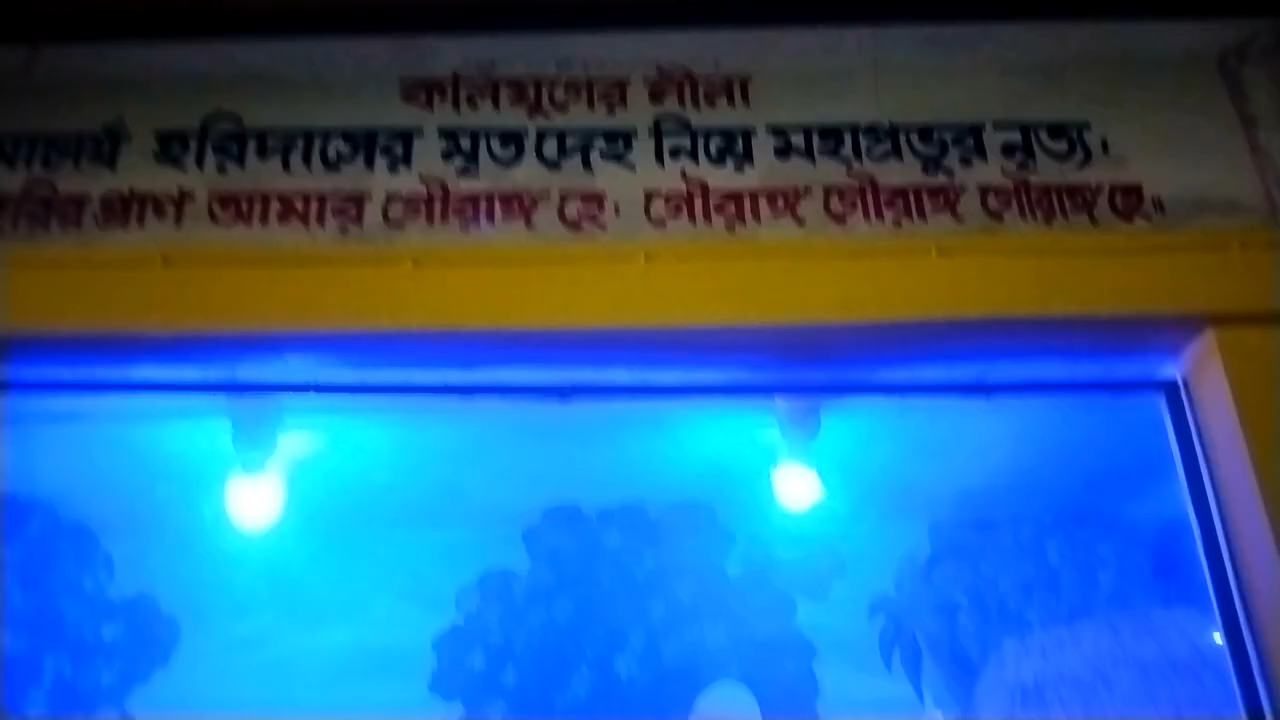 কলিযুগের লীলা
হরিদাসের মৃতদেহ নিয়ে মহাপ্রভুর নৃত্য।
প্রাণ আমার গৌরাঙ্গ হে। গৌরাঙ্গ গৌরাঙ্গ গৌরাঙ্গ হে॥